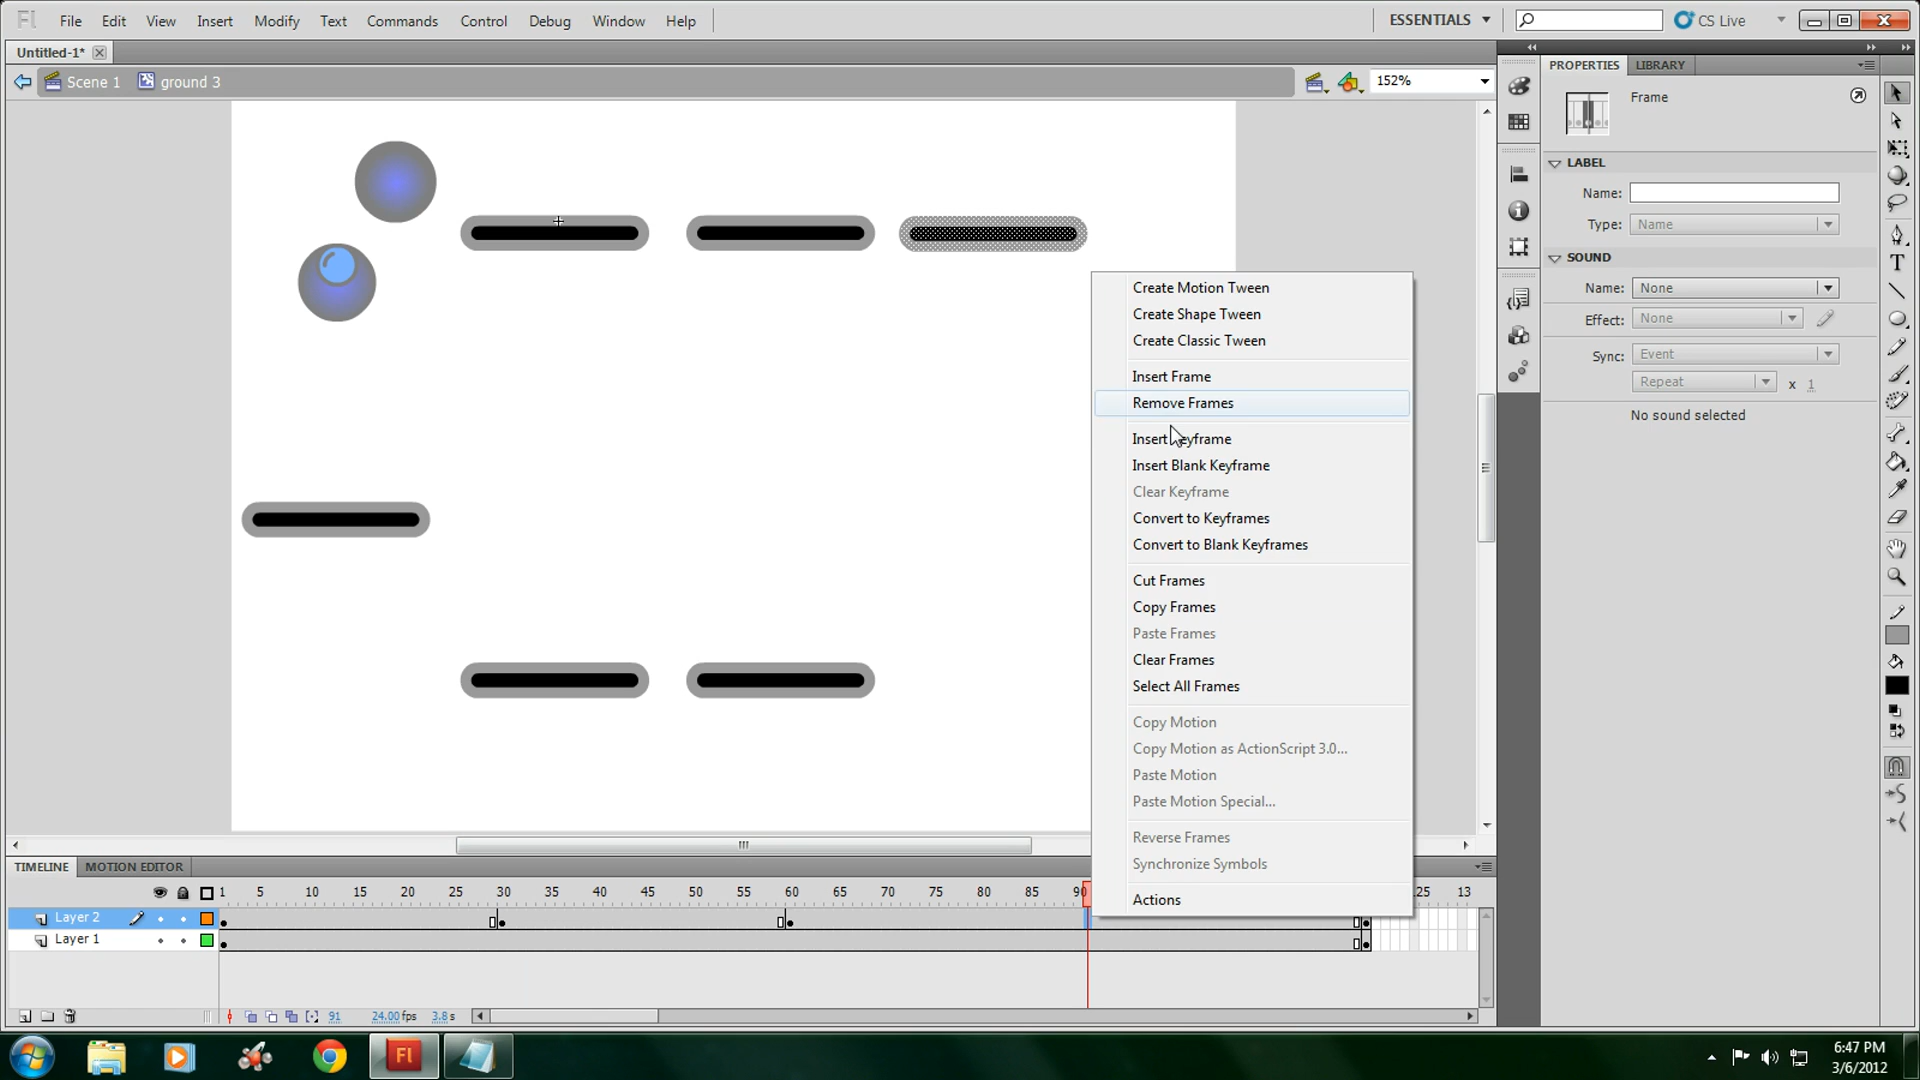 Fl File Edit View Insert Modify Text Commands Control Debug Window Help ESSENTIALS CS Live
Untitled-1*
Scene 1 ground 3 152%
PROPERTIES LIBRARY
Frame
LABEL
Name:
Type: Name
SOUND
Name: None
Effect: None
Sync: Event
Repeat x 1
No sound selected
Create Motion Tween
Create Shape Tween
Create Classic Tween
Insert Frame
Remove Frames
Insert Keyframe
Insert Blank Keyframe
Clear Keyframe
Convert to Keyframes
Convert to Blank Keyframes
Cut Frames
Copy Frames
Paste Frames
Clear Frames
Select All Frames
Copy Motion
Copy Motion as ActionScript 3.0...
Paste Motion
Paste Motion Special...
Reverse Frames
Synchronize Symbols
Actions
TIMELINE MOTION EDITOR
1 5 10 15 20 25 30 35 40 45 50 55 60 65 70 75 80 85 90 25 13
Layer 2
Layer 1
91 24.00 fps 3.8 s
Fl
6:47 PM
3/6/2012